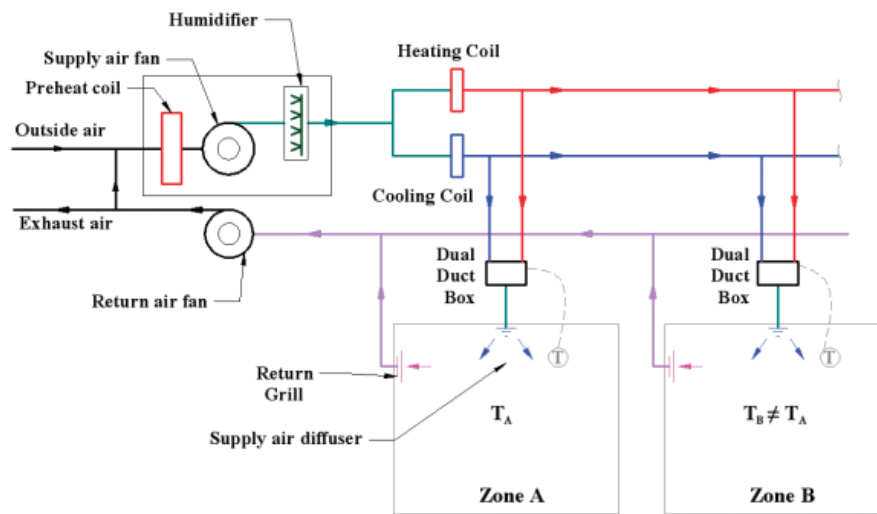 Humidifier
Supply air fan
Preheat coil
Heating Coil
Outside air
Cooling Coil
Exhaust air
Return air fan
Dual
Duct
Box
Dual
Duct
Box
T
T
Return
Grill
T_A
T_B ≠ T_A
Supply air diffuser
Zone A
Zone B